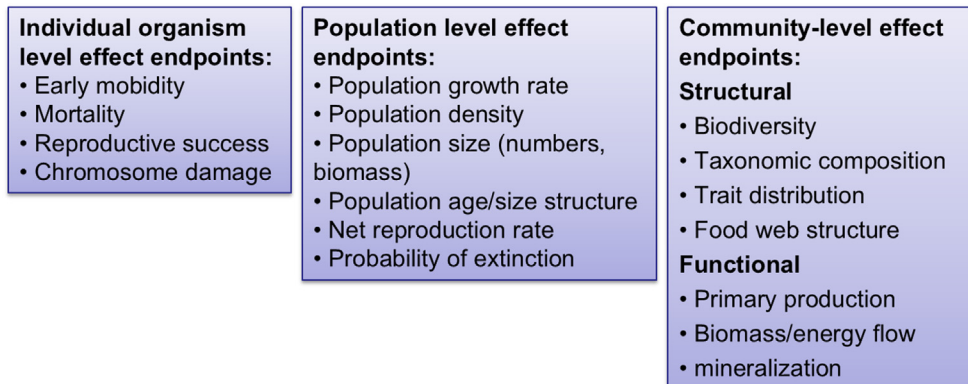 Individual organism
level effect endpoints:
• Early mobidity
• Mortality
• Reproductive success
• Chromosome damage
Population level effect
endpoints:
• Population growth rate
• Population density
• Population size (numbers,
biomass)
• Population age/size structure
• Net reproduction rate
• Probability of extinction
Community-level effect
endpoints:
Structural
• Biodiversity
• Taxonomic composition
• Trait distribution
• Food web structure
Functional
• Primary production
• Biomass/energy flow
• mineralization